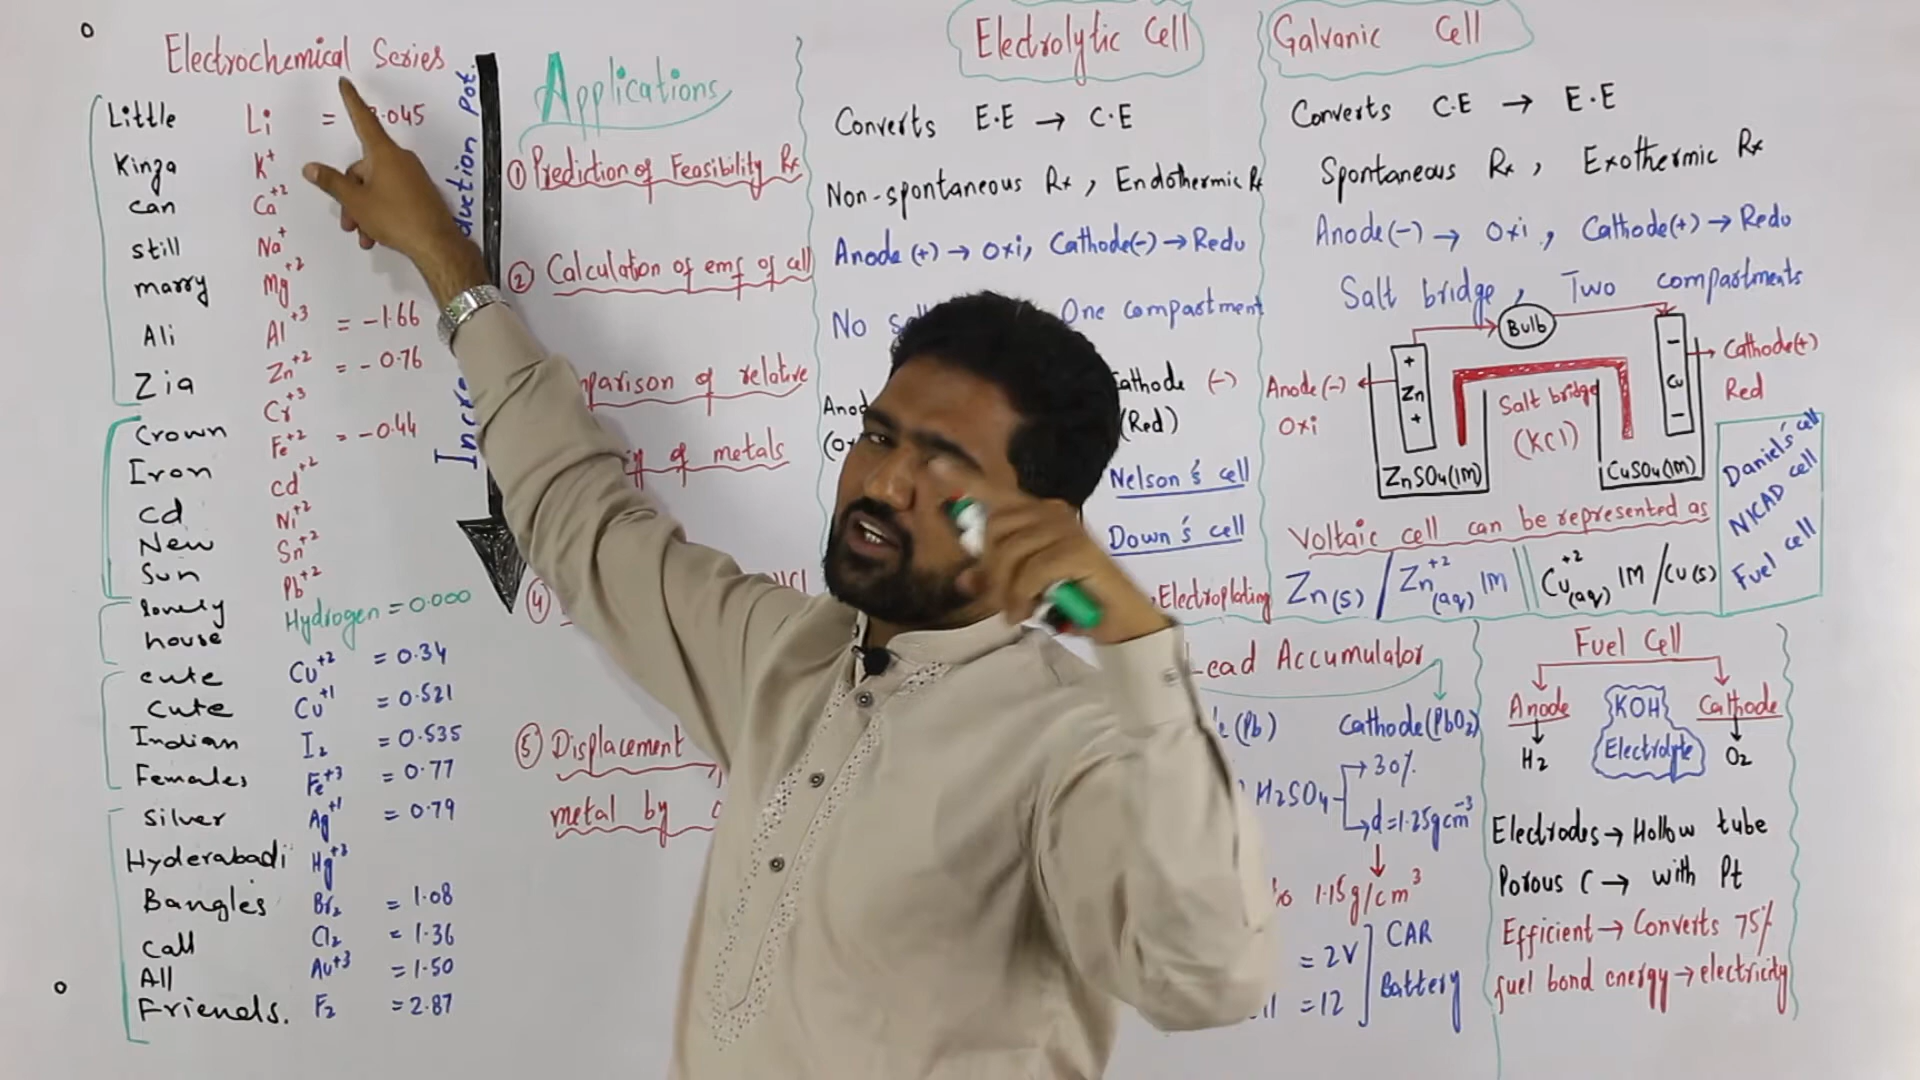 Electrochemical Series
Little Li = 3.045
Kinza K+
can Ca+2
still Na+
marry Mg+2
Ali Al+3 = -1.66
Zia Zn+2 = -0.76
Crown Cr+3
Iron Fe+2 = -0.44
Cd Cd+2
New Ni+2
Sun Sn+2
lonely Pb+2
house Hydrogen = 0.000
cute Cu+2 = 0.34
cute Cu+1 = 0.521
Indian I2 = 0.535
Females Fe+3 = 0.77
Silver Ag+1 = 0.79
Hyderabadi Hg+3
Bangles Br2 = 1.08
Call Cl2 = 1.36
All Au+3 = 1.50
Friends. F2 = 2.87
Pot.
Applications
① Prediction of Feasibility Rx
② Calculation of emf of cell
of relative
of metals
④
⑤ Displacement
metal by
Electrolytic Cell
Converts E.E → C.E
Non-spontaneous Rx, Endothermic Rx
Anode (+) → Oxi, Cathode(-) → Redu
No One compartment
(-)
(Red)
Nelson's cell
Down's cell
Electroplating
Galvanic Cell
Converts C.E → E.E
Spontaneous Rx, Exothermic Rx
Anode(-) → Oxi, Cathode(+) → Redu
Salt bridge, Two compartments
Bulb
Anode(-)
Oxi
+
Zn
+
Salt bridge
(KCl)
-
Cu
-
Cathode(+)
Red
ZnSO4(1M)
CuSO4(1M)
Daniel's cell
NICAD cell
Fuel cell
Voltaic cell can be represented as
Zn(s) / Zn+2(aq) 1M || Cu+2(aq) 1M / Cu(s)
Lead Accumulator
(Pb) Cathode (PbO2)
H2SO4 → 30%
→ d=1.25gcm-3
1.15g/cm3
= 2V
= 12
CAR
Battery
Fuel Cell
Anode
H2
KOH
Electrolyte
Cathode
O2
Electrodes → Hollow tube
Porous C → with Pt
Efficient → Converts 75%
fuel bond energy → electricity